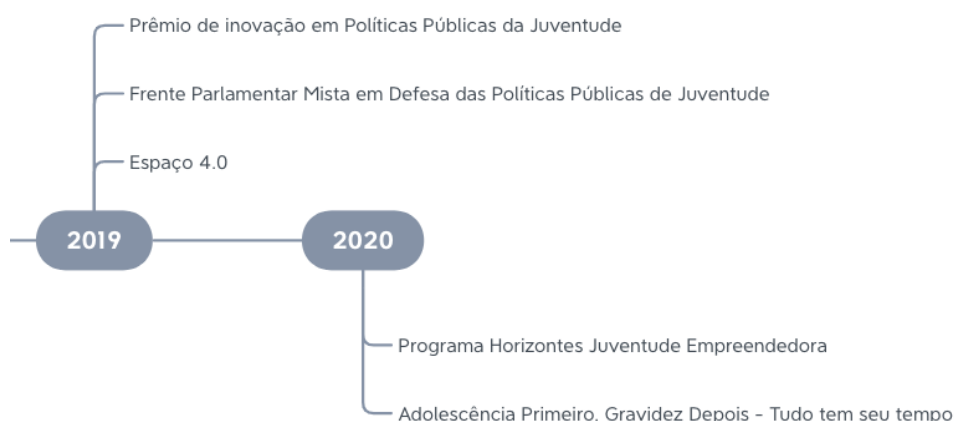 Prêmio de inovação em Políticas Públicas da Juventude
Frente Parlamentar Mista em Defesa das Políticas Públicas de Juventude
Espaço 4.0
2019
2020
Programa Horizontes Juventude Empreendedora
Adolescência Primeiro, Gravidez Depois - Tudo tem seu tempo